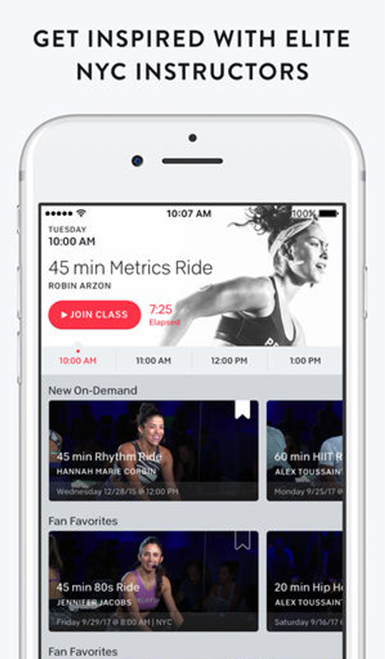 GET INSPIRED WITH ELITE
NYC INSTRUCTORS
10:07 AM
100%
TUESDAY
10:00 AM
45 min Metrics Ride
ROBIN ARZON
JOIN CLASS
7:25
Elapsed
10:00 AM
11:00 AM
12:00 PM
1:00 PM
New On-Demand
45 min Rhythm Ride
HANNAH MARIE CORBIN
Wednesday 12/28/15 @ 12:00 PM
60 min HIIT R
ALEX TOUSSAIN
Monday 9/25/17 @
Fan Favorites
45 min 80s Ride
JENNIFER JACOBS
Friday 9/29/17 @ 8:00 AM | NYC
20 min Hip H
ALEX TOUSSAINT
Saturday 9/16/17
Fan Favorites